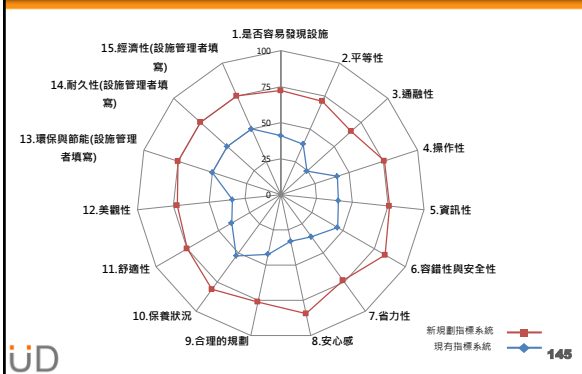 1.是否容易發現設施
2.平等性
3.通融性
4.操作性
5.資訊性
6.容錯性與安全性
7.省力性
8.安心感
9.合理的規劃
10.保養狀況
11.舒適性
12.美觀性
13.環保與節能(設施管理
者填寫)
14.耐久性(設施管理者填
寫)
15.經濟性(設施管理者填
寫)
100
75
50
25
0
新規劃指標系統
現有指標系統
üD
145